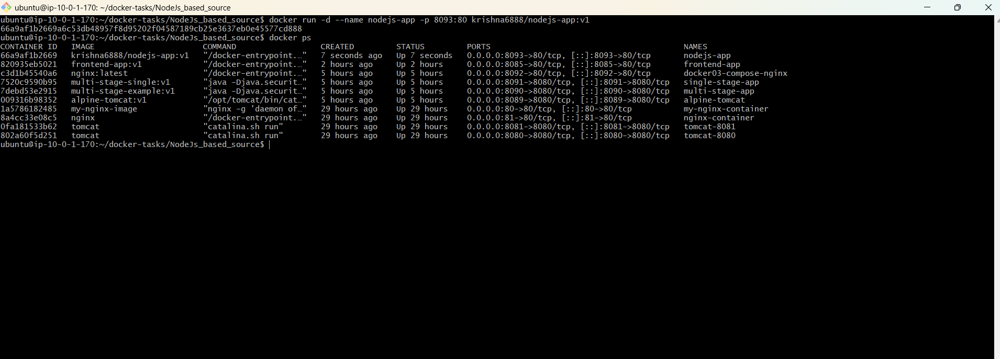 ubuntu@ip-10-0-1-170: ~/docker-tasks/NodeJs_based_source
ubuntu@ip-10-0-1-170:~/docker-tasks/NodeJs_based_source$ docker run -d --name nodejs-app -p 8093:80 krishna6888/nodejs-app:v1
66a9af1b2669a6c53db48957f8d95202f04587189cb25e3637eb0e45577cd888
ubuntu@ip-10-0-1-170:~/docker-tasks/NodeJs_based_source$ docker ps
CONTAINER ID   IMAGE                       COMMAND                  CREATED         STATUS         PORTS                                         NAMES
66a9af1b2669   krishna6888/nodejs-app:v1   "/docker-entrypoint.…"   7 seconds ago   Up 7 seconds   0.0.0.0:8093->80/tcp, [::]:8093->80/tcp       nodejs-app
820935eb5021   frontend-app:v1             "/docker-entrypoint.…"   2 hours ago     Up 2 hours     0.0.0.0:8085->80/tcp, [::]:8085->80/tcp       frontend-app
c3d1b45540a6   nginx:latest                "/docker-entrypoint.…"   5 hours ago     Up 5 hours     0.0.0.0:8092->80/tcp, [::]:8092->80/tcp       docker03-compose-nginx
7520c9590b95   multi-stage-single:v1       "java -Djava.securit…"   5 hours ago     Up 5 hours     0.0.0.0:8091->8080/tcp, [::]:8091->8080/tcp   single-stage-app
7debd53e2915   multi-stage-example:v1      "java -Djava.securit…"   5 hours ago     Up 5 hours     0.0.0.0:8090->8080/tcp, [::]:8090->8080/tcp   multi-stage-app
009316b98352   alpine-tomcat:v1            "/opt/tomcat/bin/cat…"   5 hours ago     Up 5 hours     0.0.0.0:8089->8080/tcp, [::]:8089->8080/tcp   alpine-tomcat
1a5786182485   my-nginx-image              "nginx -g 'daemon of…"   29 hours ago    Up 29 hours    0.0.0.0:80->80/tcp, [::]:80->80/tcp           my-nginx-container
8a4cc33e08c5   nginx                       "/docker-entrypoint.…"   29 hours ago    Up 29 hours    0.0.0.0:81->80/tcp, [::]:81->80/tcp           nginx-container
0fa181533b62   tomcat                      "catalina.sh run"        29 hours ago    Up 29 hours    0.0.0.0:8081->8080/tcp, [::]:8081->8080/tcp   tomcat-8081
802a60f5d251   tomcat                      "catalina.sh run"        29 hours ago    Up 29 hours    0.0.0.0:8080->8080/tcp, [::]:8080->8080/tcp   tomcat-8080
ubuntu@ip-10-0-1-170:~/docker-tasks/NodeJs_based_source$